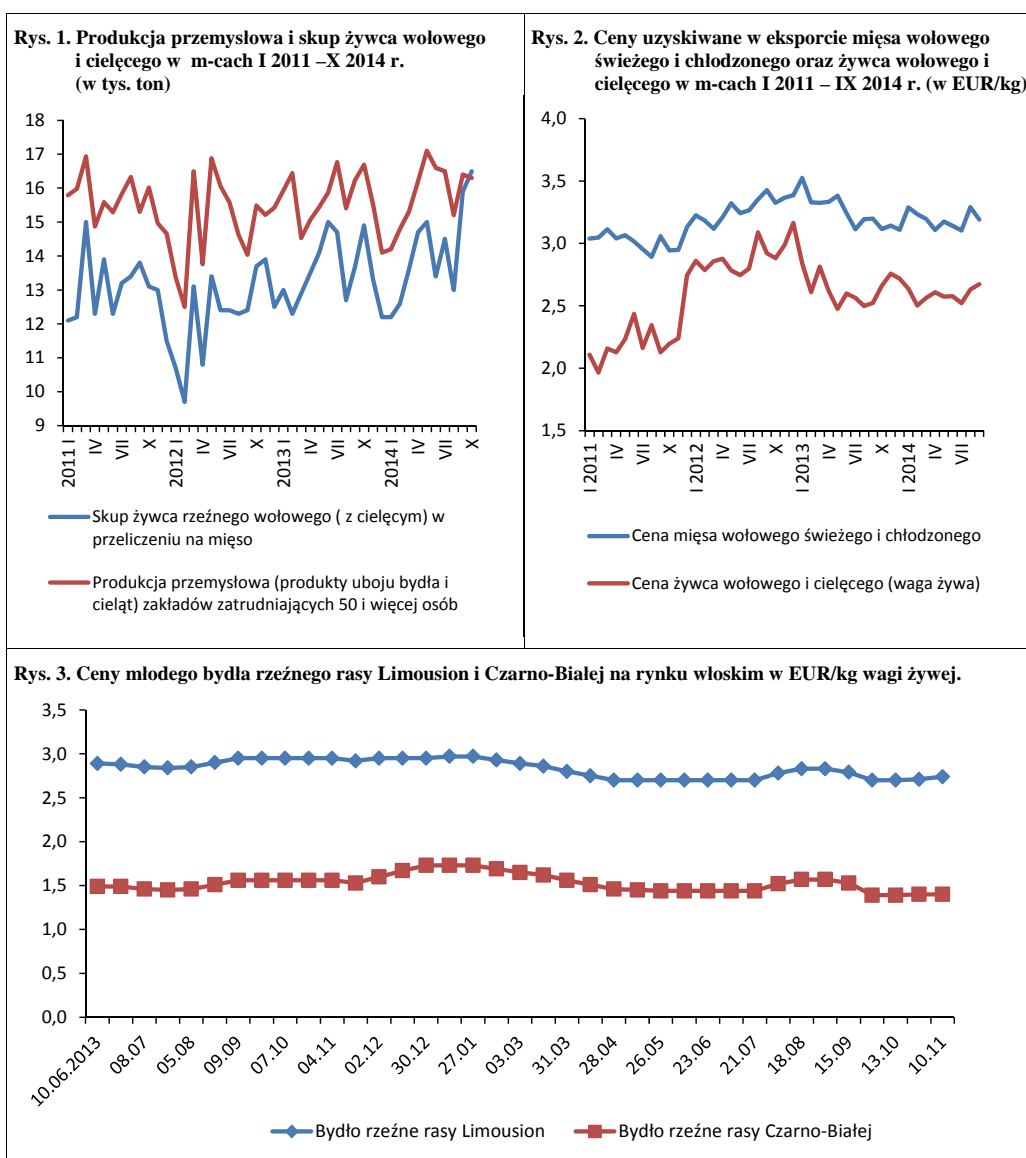 Rys. 1. Produkcja przemysłowa i skup żywca wołowego
i cielęcego w m-cach I 2011 –X 2014 r.
(w tys. ton)
18
17
16
15
14
13
12
11
10
9
2011 I
IV
VII
X
2012 I
IV
VII
X
2013 I
IV
VII
X
2014 I
IV
VII
X
Skup żywca rzeźnego wołowego ( z cielęcym) w
przeliczeniu na mięso
Produkcja przemysłowa (produkty uboju bydła i
cieląt) zakładów zatrudniających 50 i więcej osób
Rys. 2. Ceny uzyskiwane w eksporcie mięsa wołowego
świeżego i chłodzonego oraz żywca wołowego i
cielęcego w m-cach I 2011 – IX 2014 r. (w EUR/kg)
4,0
3,5
3,0
2,5
2,0
1,5
I 2011
IV
VII
X
I 2012
IV
VII
X
I 2013
IV
VII
X
I 2014
IV
VII
Cena mięsa wołowego świeżego i chłodzonego
Cena żywca wołowego i cielęcego (waga żywa)
Rys. 3. Ceny młodego bydła rzeźnego rasy Limousion i Czarno-Białej na rynku włoskim w EUR/kg wagi żywej.
3,5
3,0
2,5
2,0
1,5
1,0
0,5
0,0
10.06.2013
08.07
05.08
09.09
07.10
04.11
02.12
30.12
27.01
03.03
31.03
28.04
26.05
23.06
21.07
18.08
15.09
13.10
10.11
Bydło rzeźne rasy Limousion
Bydło rzeźne rasy Czarno-Białej